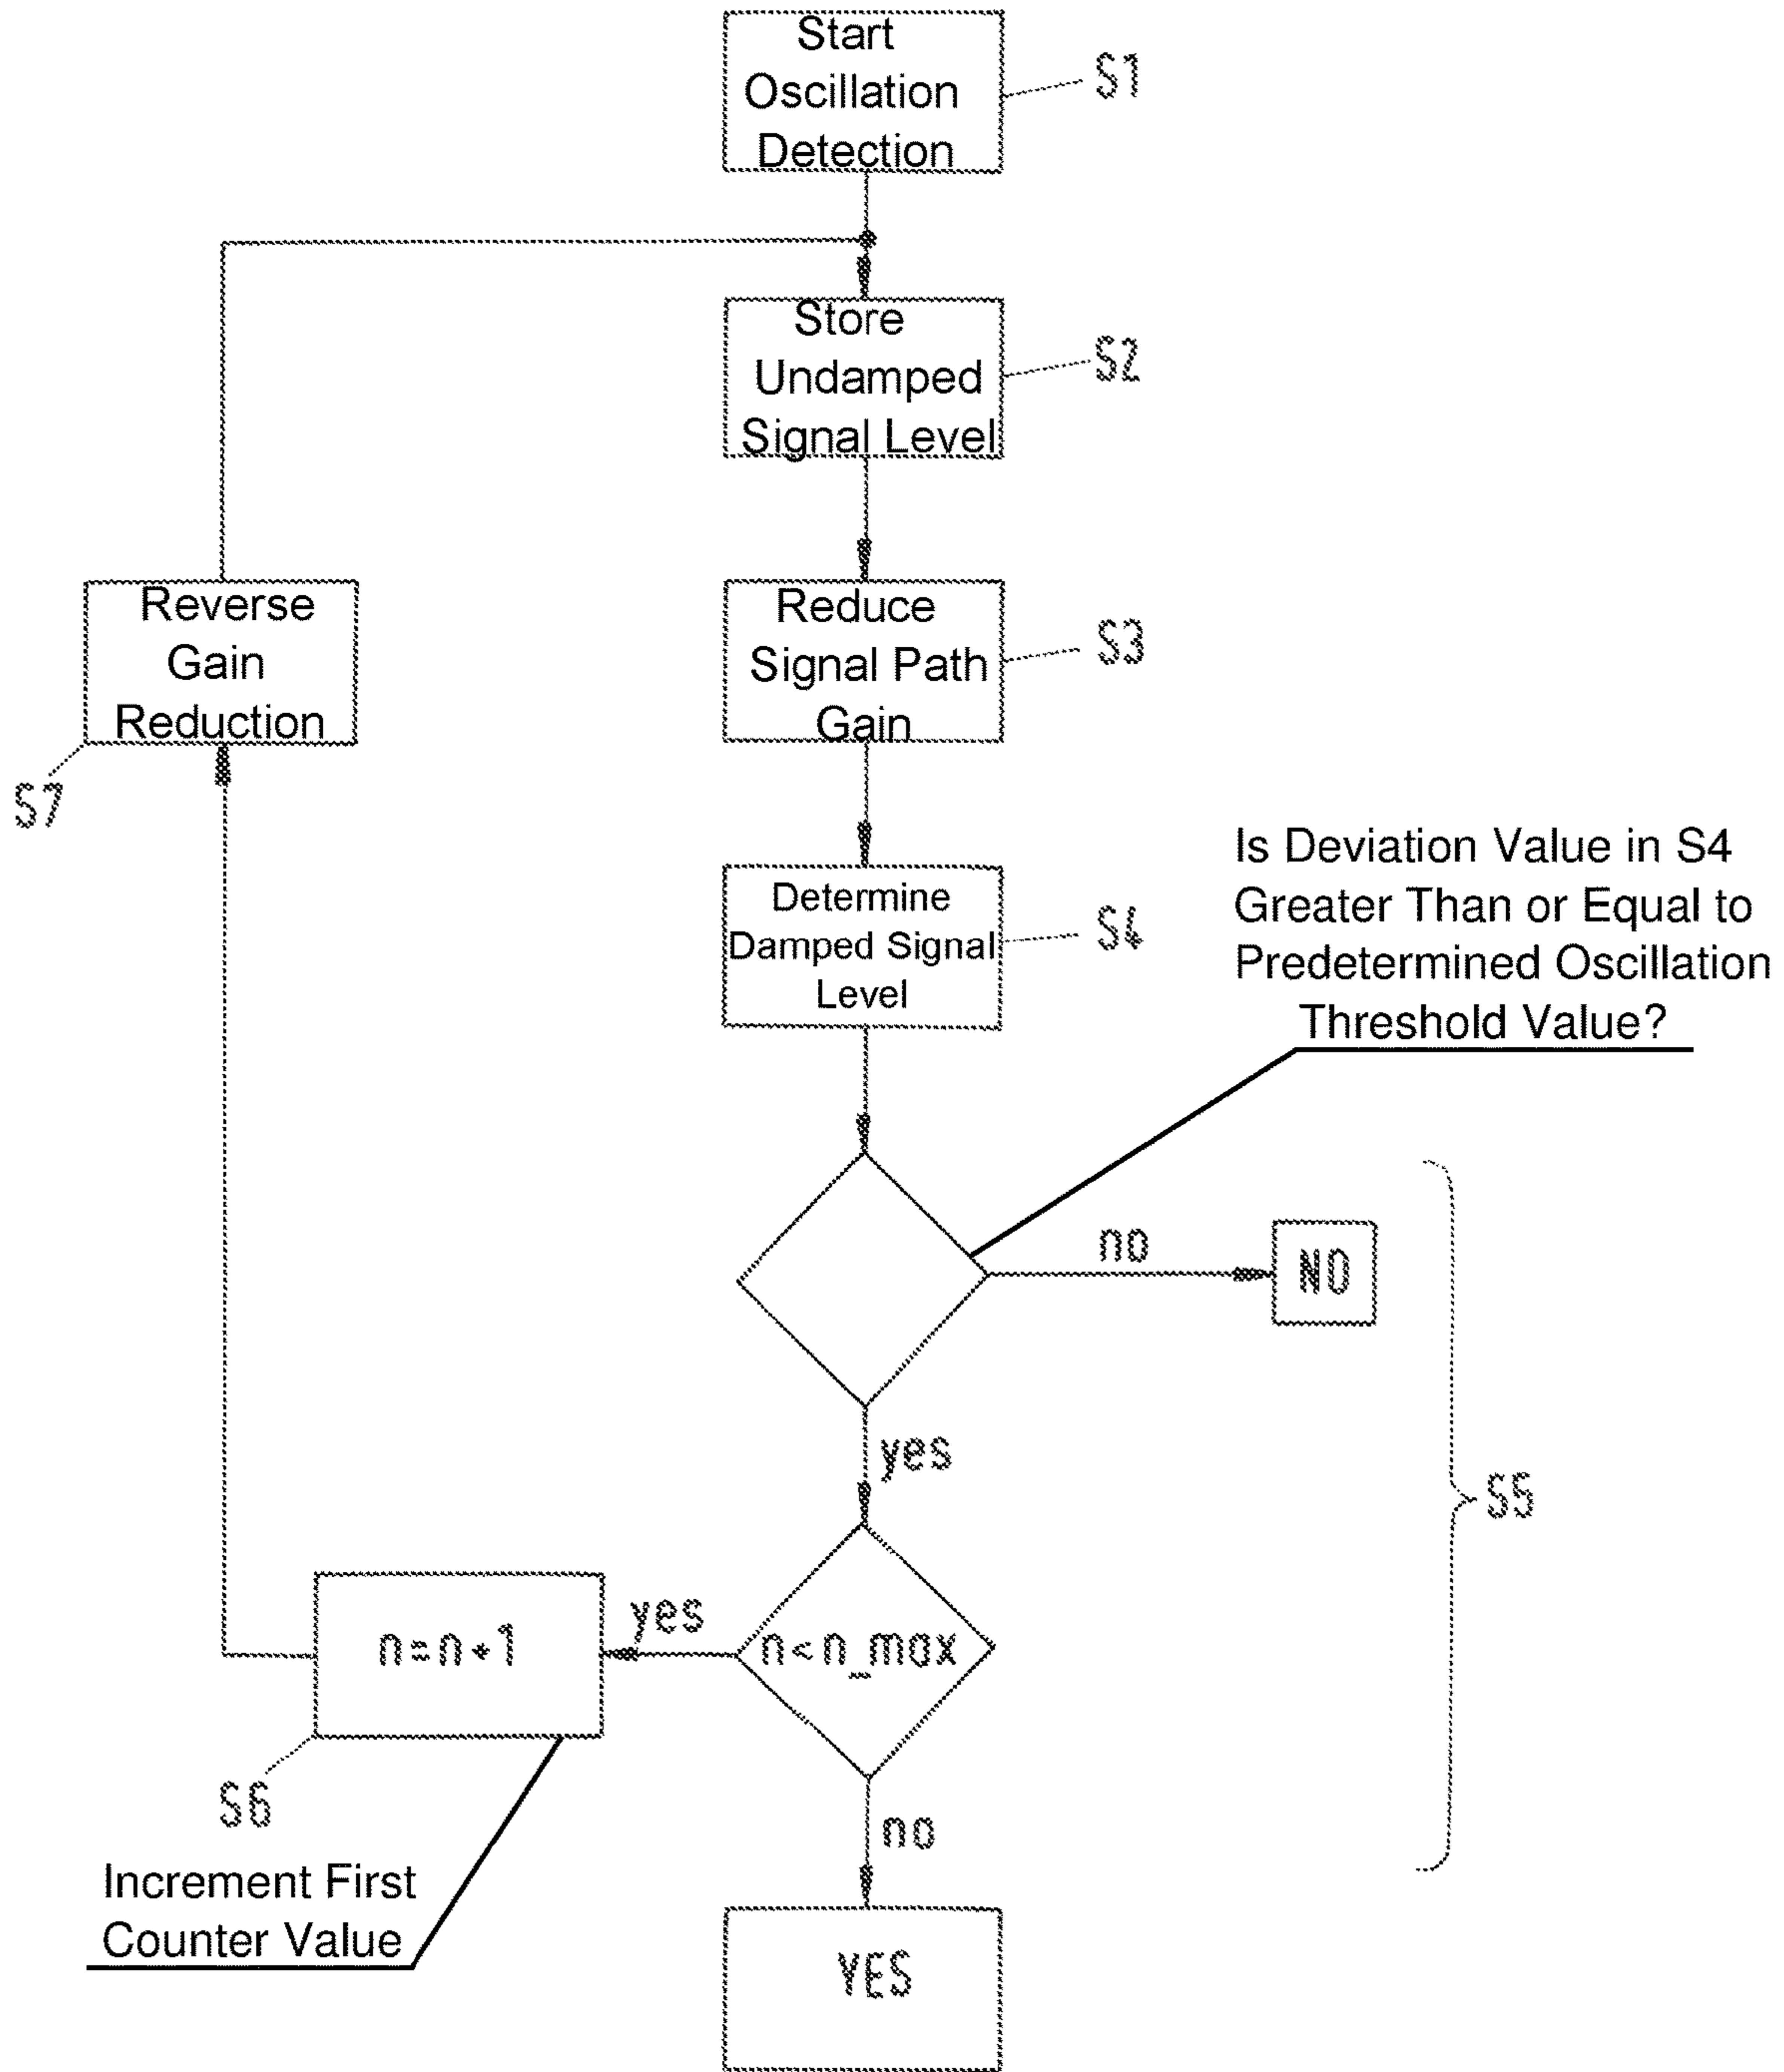 Start
Oscillation
Detection
S1
Store
Undamped
Signal Level
S2
Reverse
Gain
Reduction
S7
Reduce
Signal Path
Gain
S3
Determine
Damped Signal
Level
S4
Is Deviation Value in S4
Greater Than or Equal to
Predetermined Oscillation
Threshold Value?
no
NO
yes
S5
n=n+1
yes
n<n_max
S6
Increment First
Counter Value
no
YES